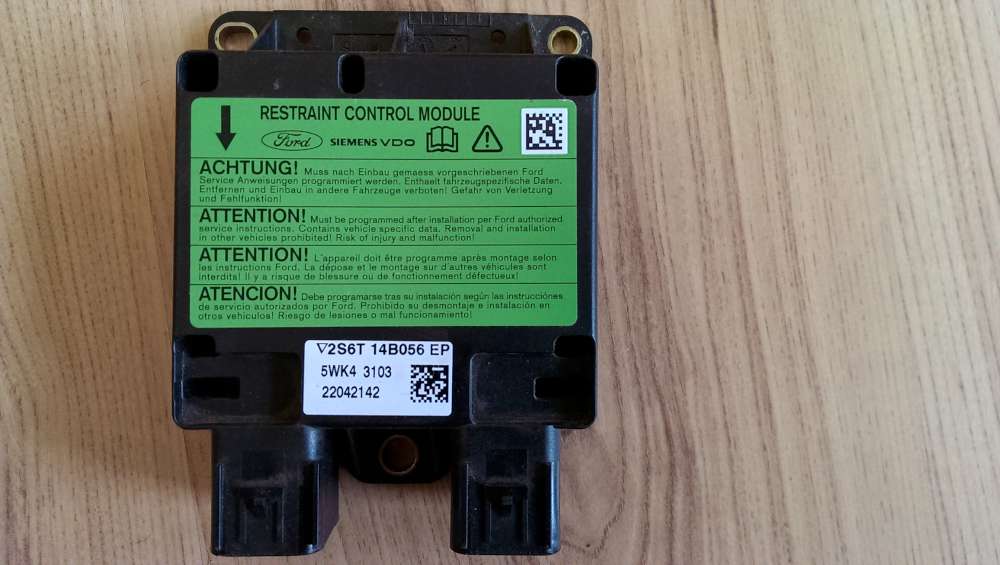 RESTRAINT CONTROL MODULE
Ford SIEMENS VDO
ACHTUNG! Muss nach Einbau gemaess vorgeschriebenen Ford
Service Anweisungen programmiert werden. Enthaelt fahrzeugspezifische Daten.
Entfernen und Einbau in andere Fahrzeuge verboten! Gefahr von Verletzung
und Fehlfunktion!
ATTENTION! Must be programmed after installation per Ford authorized
service instructions. Contains vehicle specific data. Removal and installation
in other vehicles prohibited! Risk of injury and malfunction!
ATTENTION! L'appareil doit être programme après montage selon
les instructions Ford. La dépose et le montage sur d'autres véhicules sont
interdits! Il y a risque de blessure ou de fonctionnement défectueux!
ATENCION! Debe programarse tras su instalación según las instrucciónes
de servicio autorizados por Ford. Prohibido su desmontaje e instalación en
otros vehículos! Riesgo de lesiones o mal funcionamiento!
▽2S6T 14B056 EP
5WK4 3103
22042142